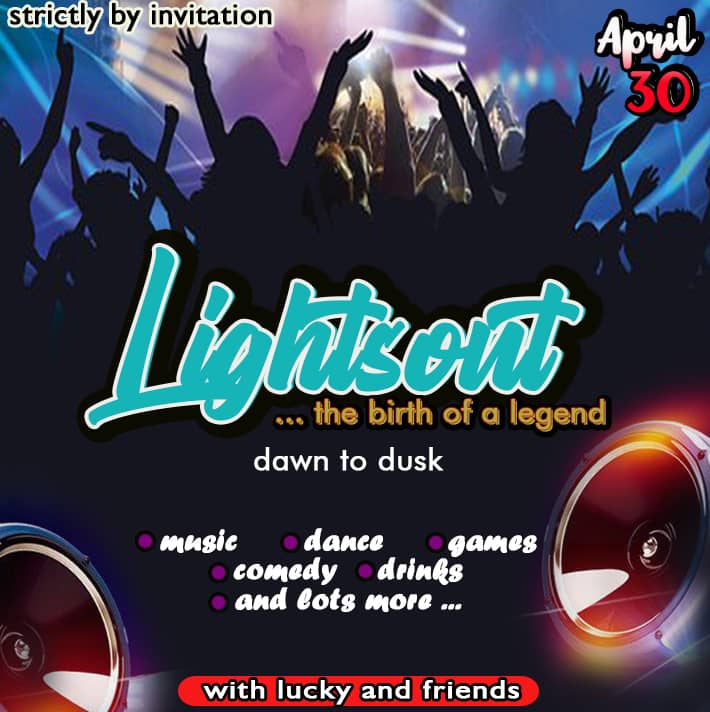 strictly by invitation
April
30
Lightsout
... the birth of a legend
dawn to dusk
music dance games
comedy drinks
and lots more ...
with lucky and friends